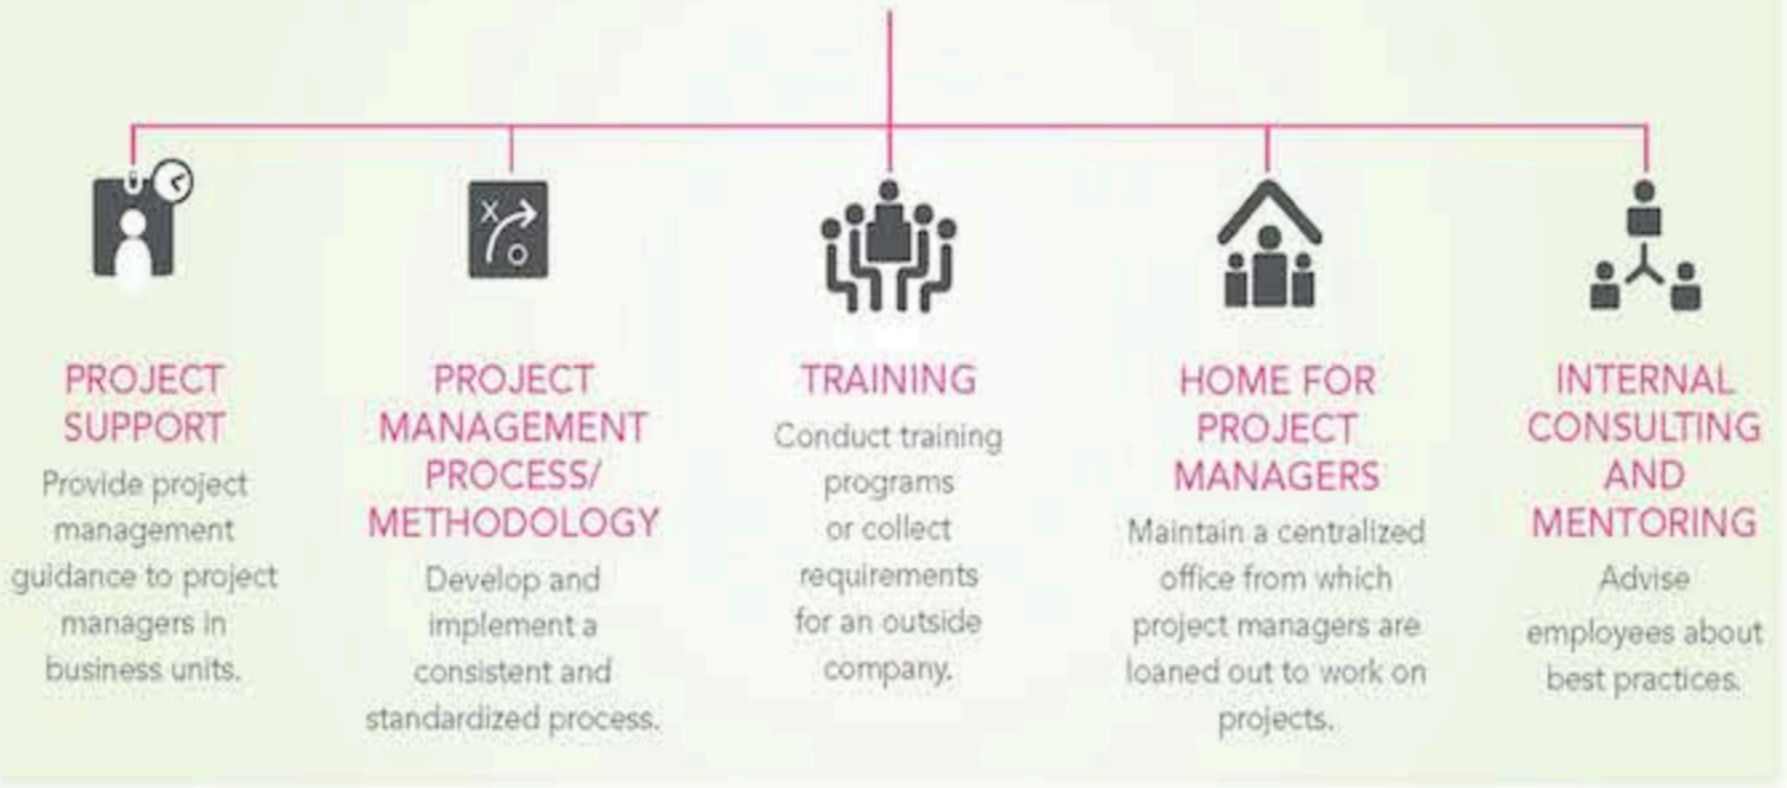 PROJECT
SUPPORT
Provide project
management
guidance to project
managers in
business units.
PROJECT
MANAGEMENT
PROCESS/
METHODOLOGY
Develop and
implement a
consistent and
standardized process.
TRAINING
Conduct training
programs
or collect
requirements
for an outside
company.
HOME FOR
PROJECT
MANAGERS
Maintain a centralized
office from which
project managers are
loaned out to work on
projects.
INTERNAL
CONSULTING
AND
MENTORING
Advise
employees about
best practices.